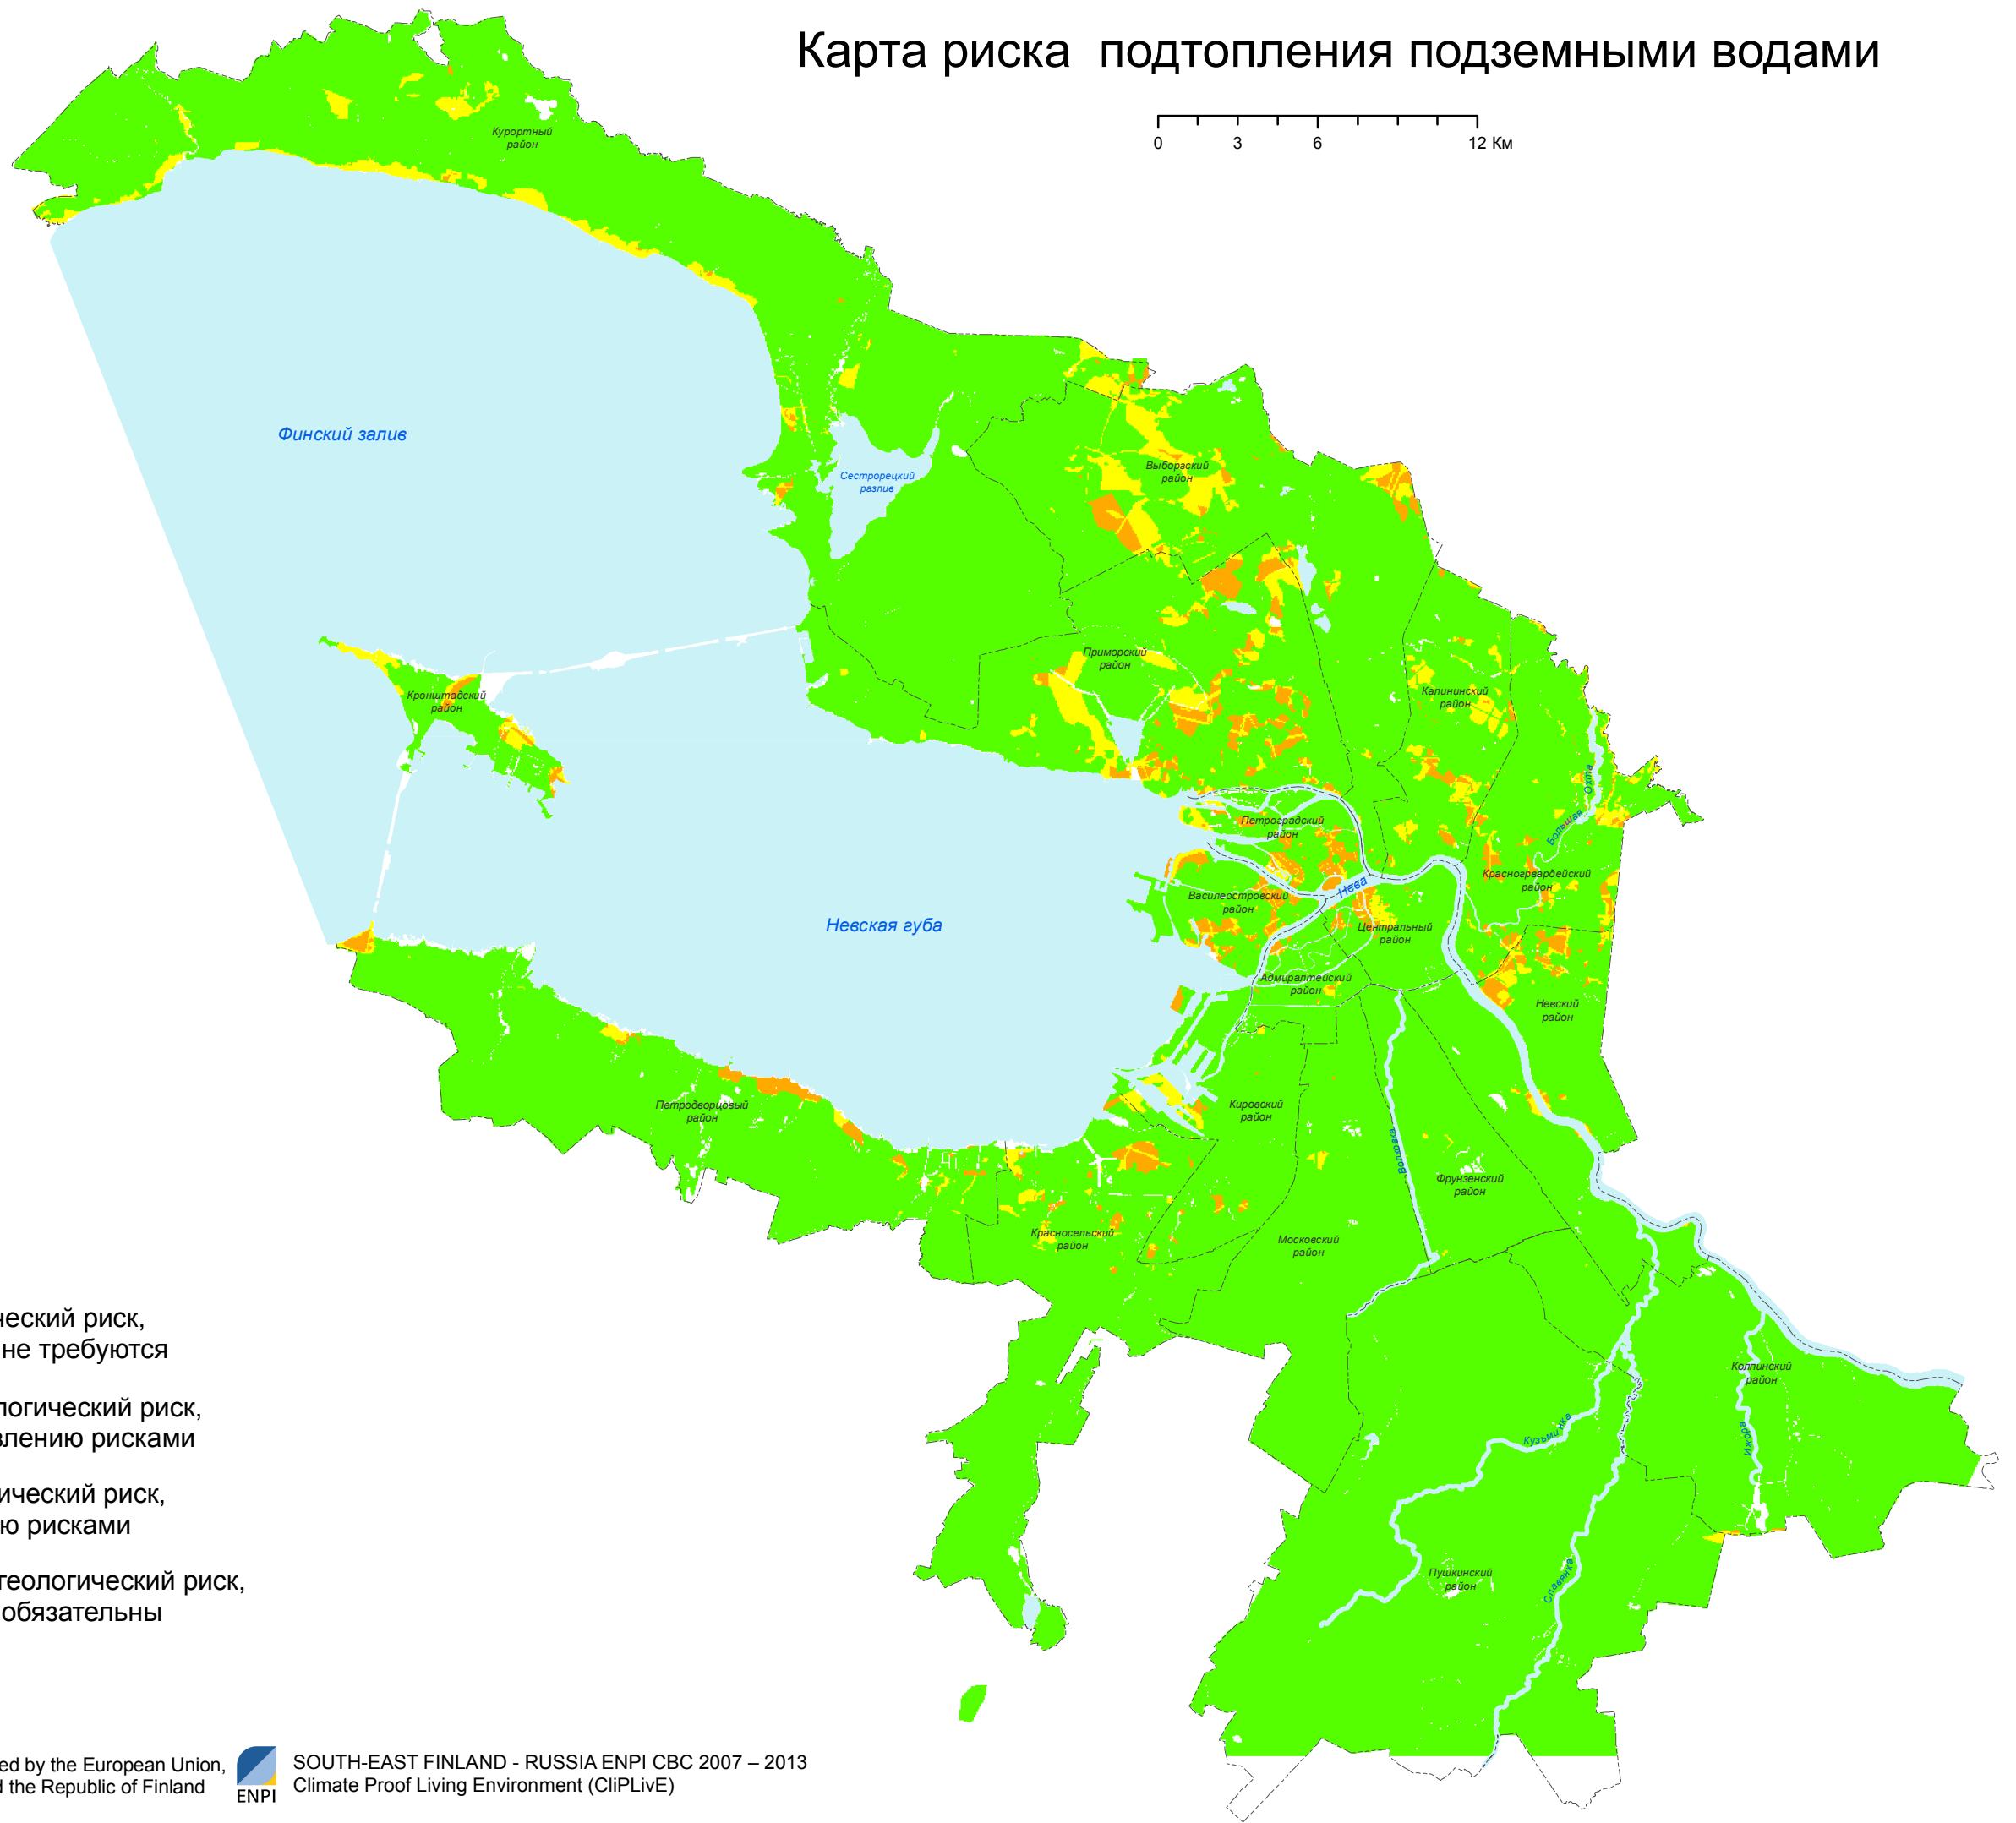 Карта риска подтопления подземными водами
0 3 6 12 Км
Курортный
район
Финский залив
Сестрорецкий
разлив
Выборгский
район
Приморский
район
Кронштадский
район
Калининский
район
Большая Охта
Петроградский
район
Красногрвардейский
район
Нева
Василеостровский
район
Невская губа
Центральный
район
Адмиралтейский
район
Невский
район
Петродворцовый
район
Кировский
район
Волковка
Фрунзенский
район
Красносельский
район
Московский
район
Колпинский
район
Кузьминка
Ижора
Пушкинский
район
Славянка
ческий риск,
не требуются
логический риск,
влению рисками
ический риск,
ю рисками
геологический риск,
обязательны
ed by the European Union,
d the Republic of Finland
ENPI
SOUTH-EAST FINLAND - RUSSIA ENPI CBC 2007 – 2013
Climate Proof Living Environment (CliPLivE)